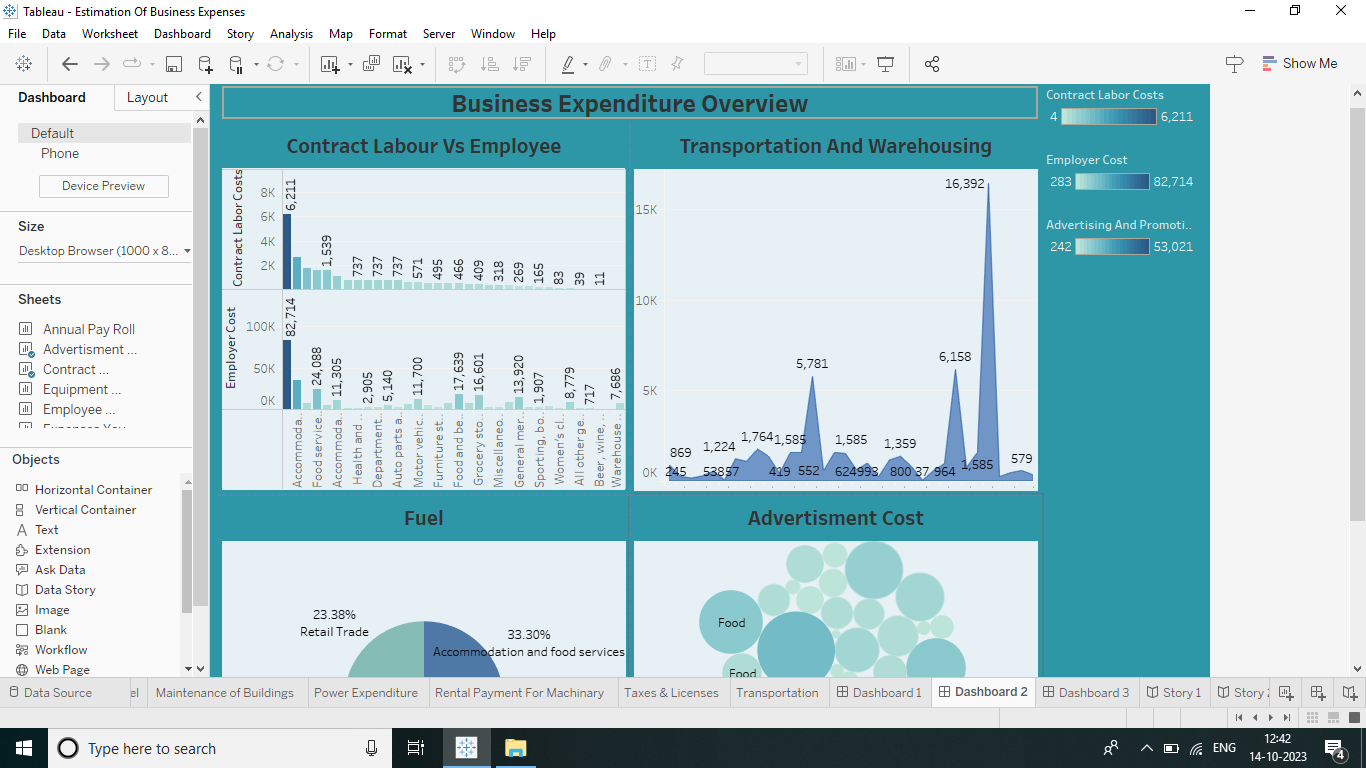 Tableau - Estimation Of Business Expenses
File Data Worksheet Dashboard Story Analysis Map Format Server Window Help
Show Me
Dashboard Layout
Default
Phone
Device Preview
Size
Desktop Browser (1000 x 8...
Sheets
Annual Pay Roll
Advertisment ...
Contract ...
Equipment ...
Employee ...
Objects
Horizontal Container
Vertical Container
Text
Extension
Ask Data
Data Story
Image
Blank
Workflow
Web Page
Business Expenditure Overview
Contract Labour Vs Employee
Contract Labor Costs
8K
6K
4K
2K
6,211 1,539 737 737 737 571 495 466 409 318 269 165 83 39 11
Employer Cost
100K
50K
0K
82,714 24,088 11,305 2,905 5,140 11,700 17,639 16,601 13,920 1,907 8,779 717 7,686
Accommoda..
Food service..
Accommoda..
Health and ..
Department..
Auto parts a..
Motor vehic..
Furniture st..
Food and be..
Grocery sto..
Miscellaneo..
General mer..
Sporting, bo..
Women's cl..
All other ge..
Beer, wine, ..
Warehouse ..
Transportation And Warehousing
15K
10K
5K
0K
16,392
6,158
5,781
869 1,224 1,764 1,585 1,585 1,359 1,585 579
245 538 57 419 552 624 993 800 37 964
Contract Labor Costs
4 6,211
Employer Cost
283 82,714
Advertising And Promoti..
242 53,021
Fuel
23.38%
Retail Trade
33.30%
Accommodation and food services
Advertisment Cost
Food
Food
Data Source el Maintenance of Buildings Power Expenditure Rental Payment For Machinary Taxes & Licenses Transportation Dashboard 1 Dashboard 2 Dashboard 3 Story 1 Story
Type here to search
ENG
12:42
14-10-2023
4